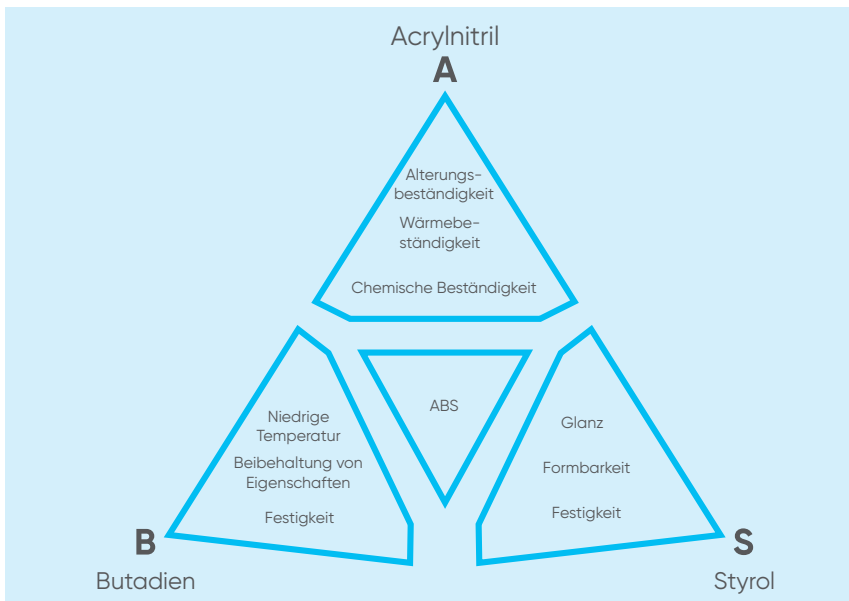 Acrylnitril
A
Alterungs-
beständigkeit
Wärmebe-
ständigkeit
Chemische Beständigkeit
ABS
Niedrige
Temperatur
Beibehaltung von
Eigenschaften
Festigkeit
Glanz
Formbarkeit
Festigkeit
B
Butadien
S
Styrol